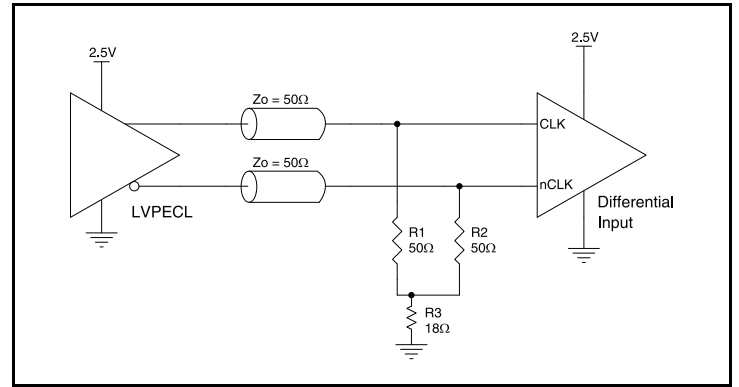 2.5V
2.5V
Zo = 50Ω
CLK
Zo = 50Ω
nCLK
LVPECL
Differential
Input
R1
50Ω
R2
50Ω
R3
18Ω